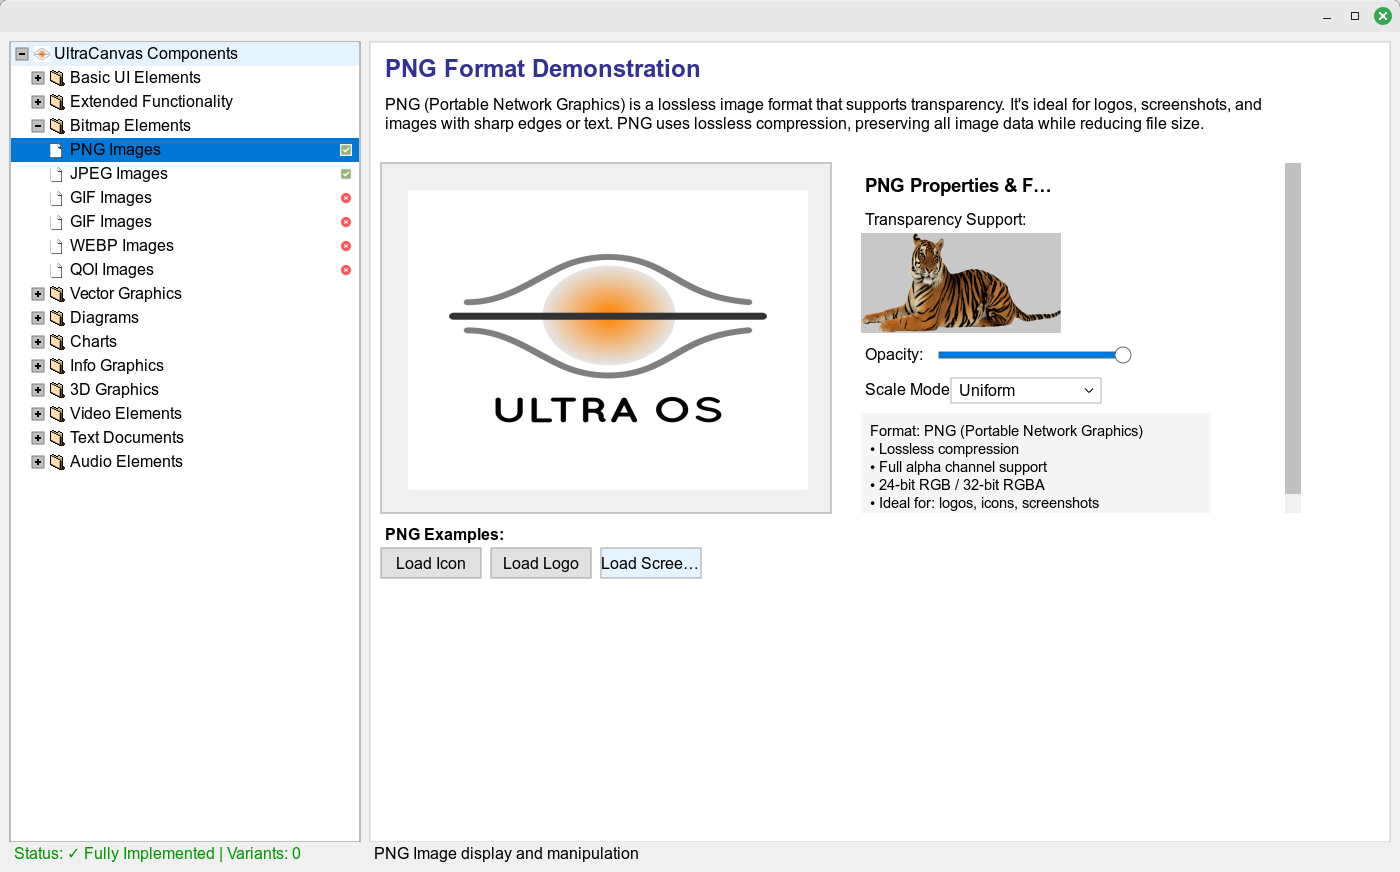 UltraCanvas Components
Basic UI Elements
Extended Functionality
Bitmap Elements
PNG Images
JPEG Images
GIF Images
GIF Images
WEBP Images
QOI Images
Vector Graphics
Diagrams
Charts
Info Graphics
3D Graphics
Video Elements
Text Documents
Audio Elements
PNG Format Demonstration
PNG (Portable Network Graphics) is a lossless image format that supports transparency. It's ideal for logos, screenshots, and
images with sharp edges or text. PNG uses lossless compression, preserving all image data while reducing file size.
ULTRA OS
PNG Properties & F…
Transparency Support:
Opacity:
Scale Mode
Uniform
Format: PNG (Portable Network Graphics)
• Lossless compression
• Full alpha channel support
• 24-bit RGB / 32-bit RGBA
• Ideal for: logos, icons, screenshots
PNG Examples:
Load Icon
Load Logo
Load Scree…
Status: ✓ Fully Implemented | Variants: 0
PNG Image display and manipulation